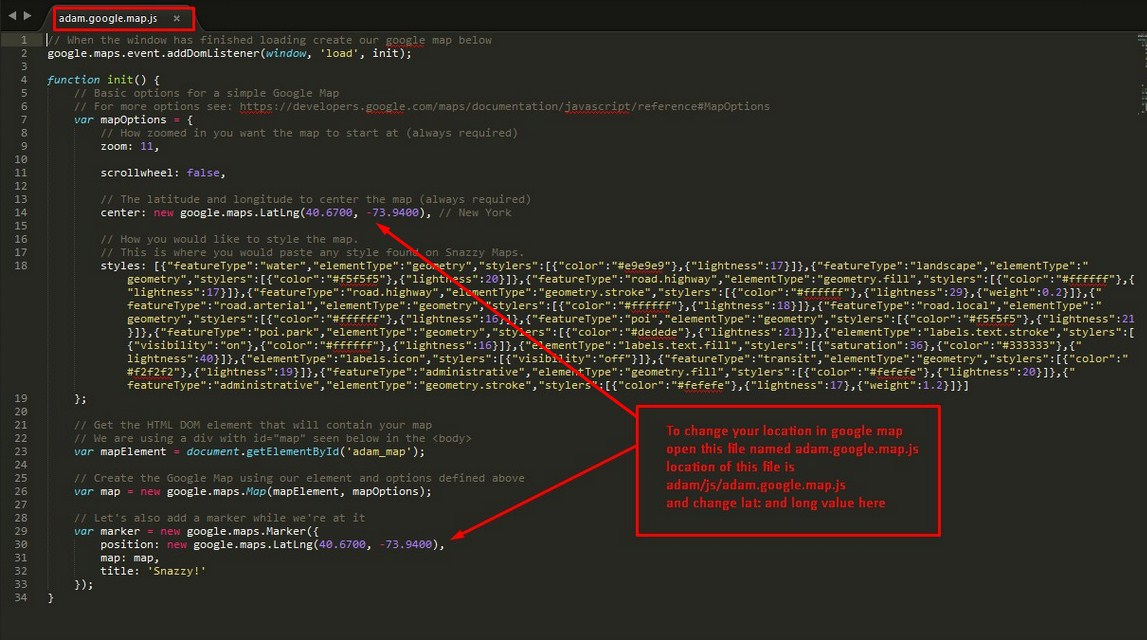 adam.google.map.js ×
1 // When the window has finished loading create our google map below
2 google.maps.event.addDomListener(window, 'load', init);
3
4 function init() {
5 // Basic options for a simple Google Map
6 // For more options see: https://developers.google.com/maps/documentation/javascript/reference#MapOptions
7 var mapOptions = {
8 // How zoomed in you want the map to start at (always required)
9 zoom: 11,
10
11 scrollwheel: false,
12
13 // The latitude and longitude to center the map (always required)
14 center: new google.maps.LatLng(40.6700, -73.9400), // New York
15
16 // How you would like to style the map.
17 // This is where you would paste any style found on Snazzy Maps.
18 styles: [{"featureType":"water","elementType":"geometry","stylers":[{"color":"#e9e9e9"},{"lightness":17}]},{"featureType":"landscape","elementType":"
geometry","stylers":[{"color":"#f5f5f5"},{"lightness":20}]},{"featureType":"road.highway","elementType":"geometry.fill","stylers":[{"color":"#ffffff"},{
"lightness":17}]},{"featureType":"road.highway","elementType":"geometry.stroke","stylers":[{"color":"#ffffff"},{"lightness":29},{"weight":0.2}]},{"
featureType":"road.arterial","elementType":"geometry","stylers":[{"color":"#ffffff"},{"lightness":18}]},{"featureType":"road.local","elementType":"
geometry","stylers":[{"color":"#ffffff"},{"lightness":16}]},{"featureType":"poi","elementType":"geometry","stylers":[{"color":"#f5f5f5"},{"lightness":21
}]},{"featureType":"poi.park","elementType":"geometry","stylers":[{"color":"#dedede"},{"lightness":21}]},{"elementType":"labels.text.stroke","stylers":[
{"visibility":"on"},{"color":"#ffffff"},{"lightness":16}]},{"elementType":"labels.text.fill","stylers":[{"saturation":36},{"color":"#333333"},{"
lightness":40}]},{"elementType":"labels.icon","stylers":[{"visibility":"off"}]},{"featureType":"transit","elementType":"geometry","stylers":[{"color":"
#f2f2f2"},{"lightness":19}]},{"featureType":"administrative","elementType":"geometry.fill","stylers":[{"color":"#fefefe"},{"lightness":20}]},{"
featureType":"administrative","elementType":"geometry.stroke","stylers":[{"color":"#fefefe"},{"lightness":17},{"weight":1.2}]}]
19 };
20
21 // Get the HTML DOM element that will contain your map
22 // We are using a div with id="map" seen below in the <body>
23 var mapElement = document.getElementById('adam_map');
24
25 // Create the Google Map using our element and options defined above
26 var map = new google.maps.Map(mapElement, mapOptions);
27
28 // Let's also add a marker while we're at it
29 var marker = new google.maps.Marker({
30 position: new google.maps.LatLng(40.6700, -73.9400),
31 map: map,
32 title: 'Snazzy!'
33 });
34 }
To change your location in google map
open this file named adam.google.map.js
location of this file is
adam/js/adam.google.map.js
and change lat: and long value here